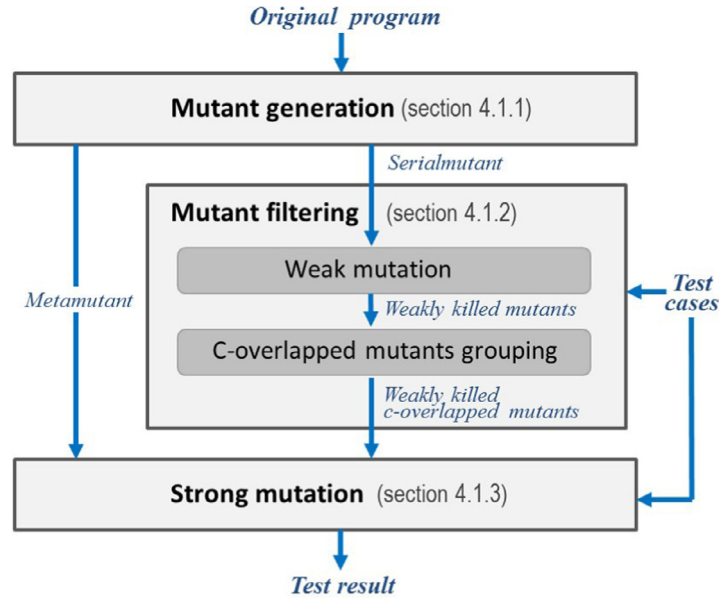 Original program
Mutant generation (section 4.1.1)
Serialmutant
Mutant filtering (section 4.1.2)
Weak mutation
Metamutant
Weakly killed mutants
Test
cases
C-overlapped mutants grouping
Weakly killed
c-overlapped mutants
Strong mutation (section 4.1.3)
Test result